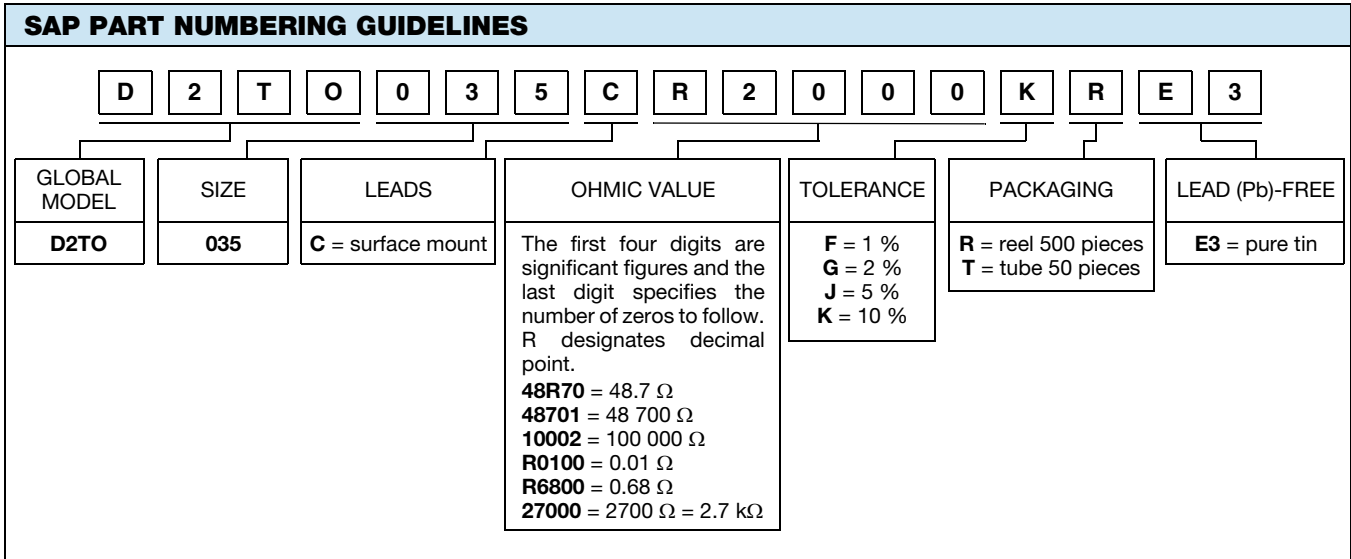 SAP PART NUMBERING GUIDELINES
D 2 T O 0 3 5 C R 2 0 0 0 K R E 3
GLOBAL
MODEL
D2TO
SIZE
035
LEADS
C = surface mount
OHMIC VALUE
The first four digits are
significant figures and the
last digit specifies the
number of zeros to follow.
R designates decimal
point.
48R70 = 48.7 Ω
48701 = 48 700 Ω
10002 = 100 000 Ω
R0100 = 0.01 Ω
R6800 = 0.68 Ω
27000 = 2700 Ω = 2.7 kΩ
TOLERANCE
F = 1 %
G = 2 %
J = 5 %
K = 10 %
PACKAGING
R = reel 500 pieces
T = tube 50 pieces
LEAD (Pb)-FREE
E3 = pure tin